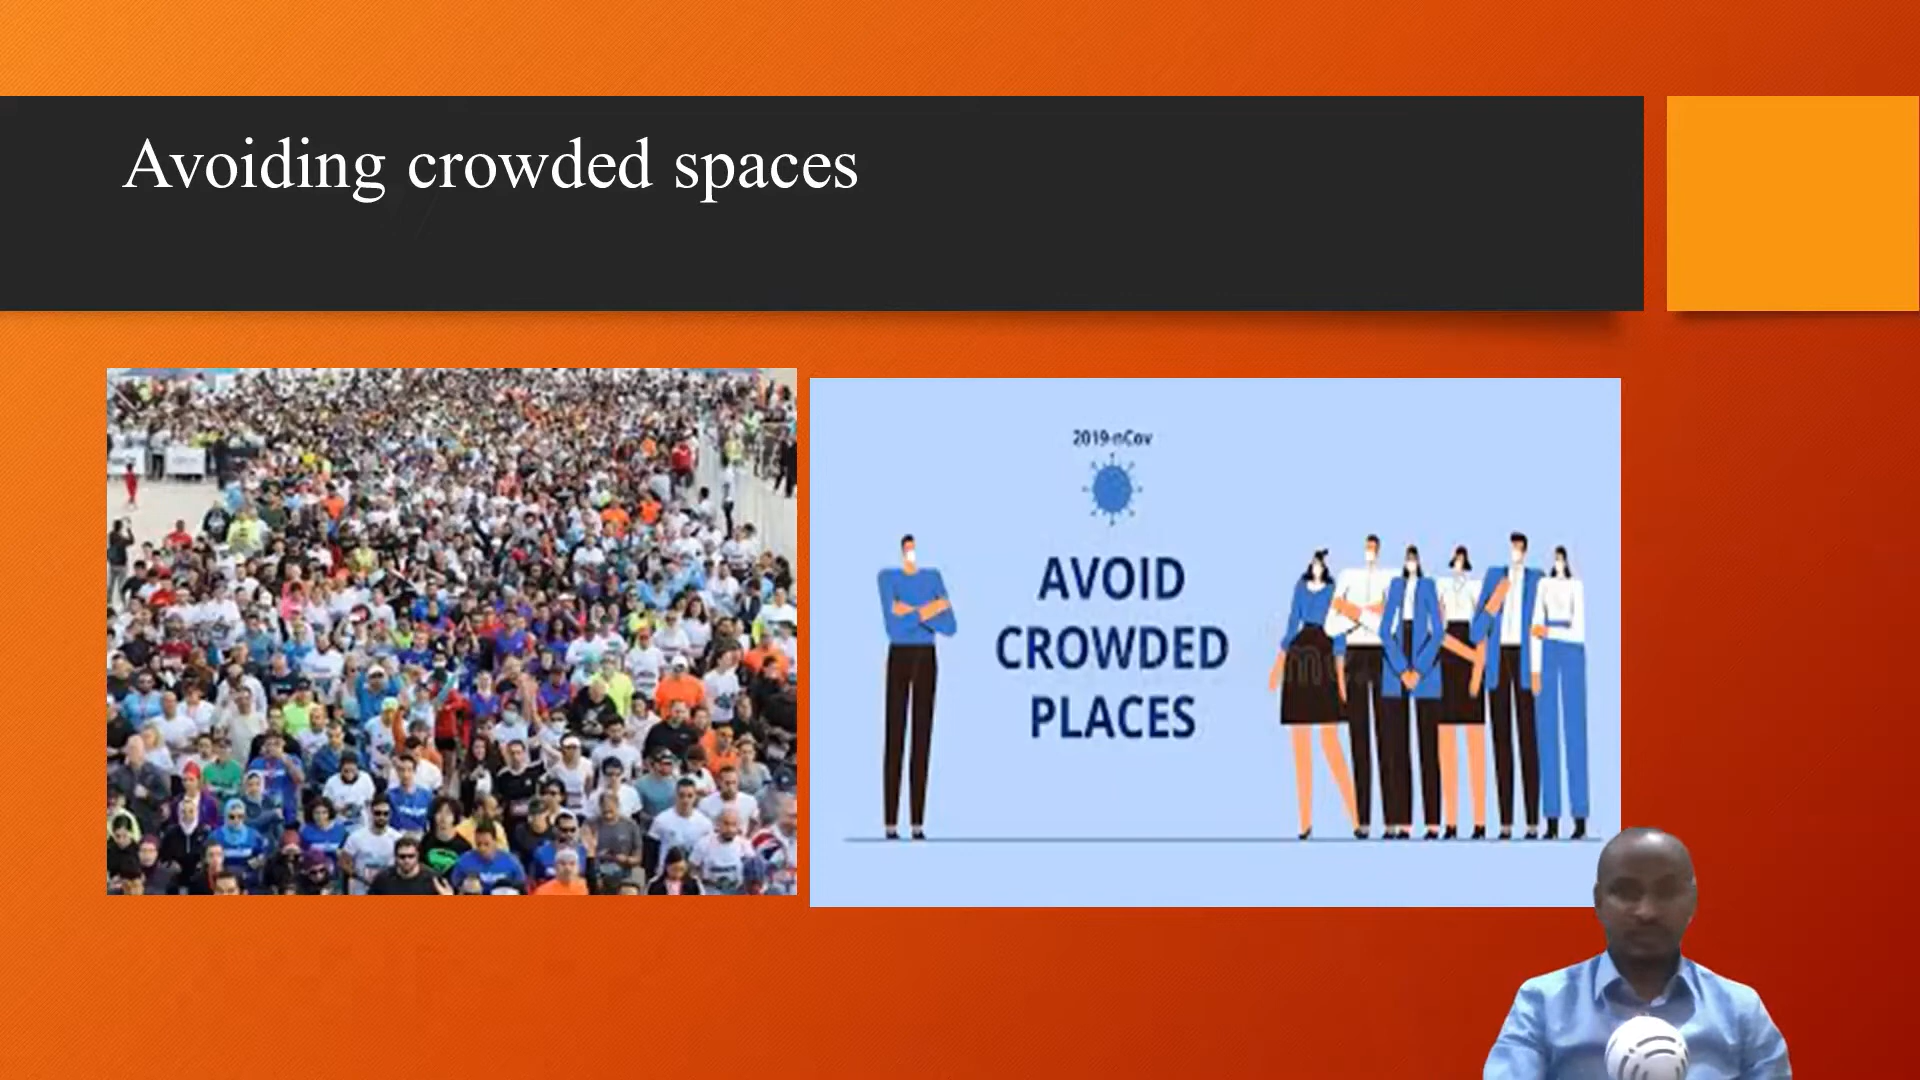 Avoiding crowded spaces
2019-nCov
AVOID
CROWDED
PLACES